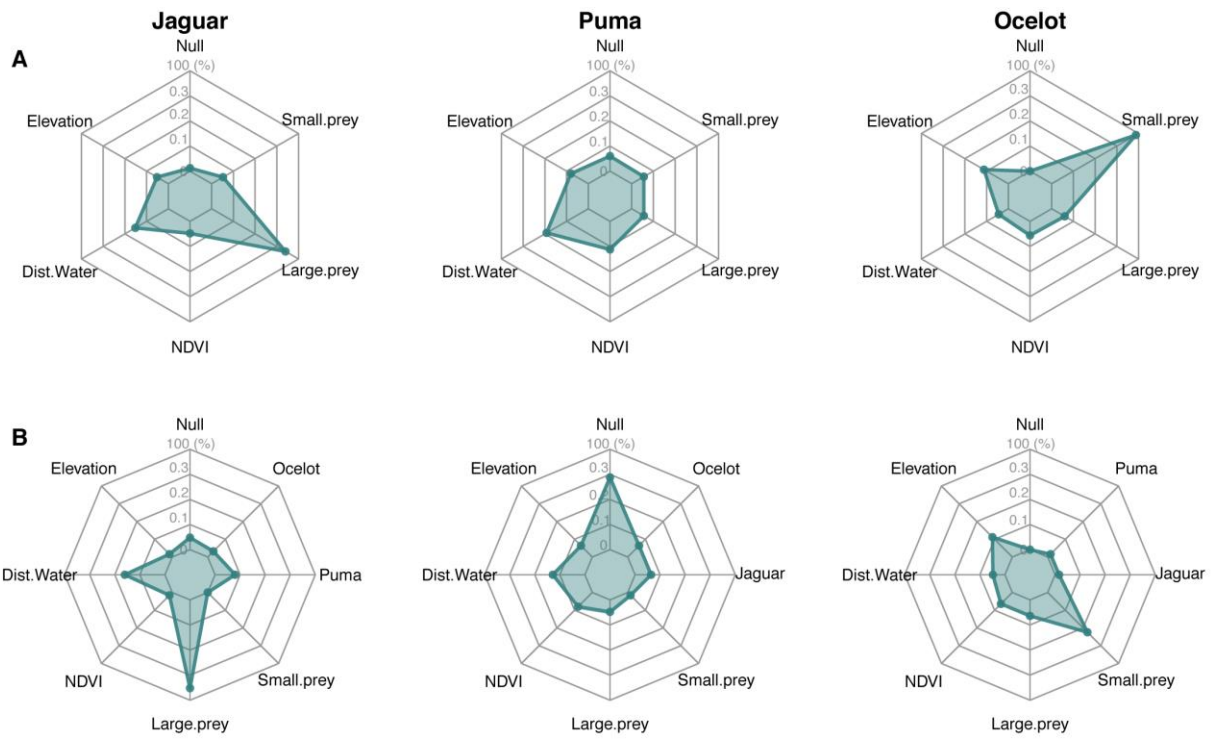 Jaguar
Puma
Ocelot
A
Null
100 (%)
0.3
0.2
0.1
0
Elevation
Small.prey
Dist.Water
Large.prey
NDVI
Null
100 (%)
0.3
0.2
0.1
0
Elevation
Small.prey
Dist.Water
Large.prey
NDVI
Null
100 (%)
0.3
0.2
0.1
0
Elevation
Small.prey
Dist.Water
Large.prey
NDVI
B
Null
100 (%)
0.3
0.2
0.1
0
Elevation
Ocelot
Dist.Water
Puma
NDVI
Small.prey
Large.prey
Null
100 (%)
0.3
0.2
0.1
0
Elevation
Ocelot
Dist.Water
Jaguar
NDVI
Small.prey
Large.prey
Null
100 (%)
0.3
0.2
0.1
0
Elevation
Puma
Dist.Water
Jaguar
NDVI
Small.prey
Large.prey